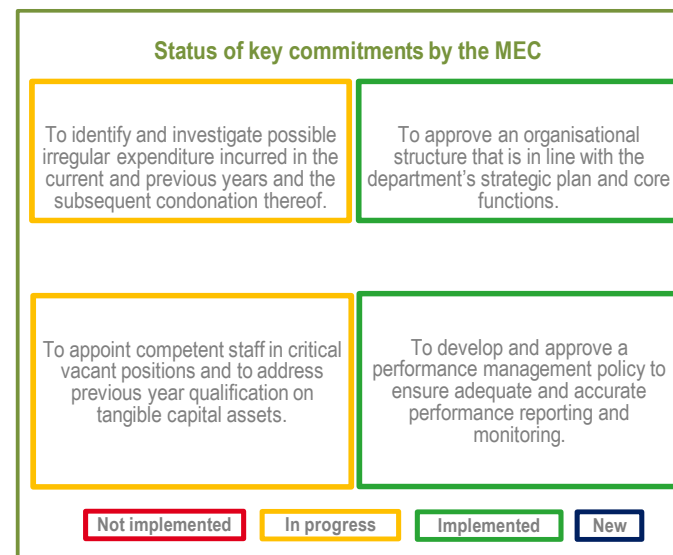 Status of key commitments by the MEC
To identify and investigate possible
irregular expenditure incurred in the
current and previous years and the
subsequent condonation thereof.
To approve an organisational
structure that is in line with the
department's strategic plan and core
functions.
To appoint competent staff in critical
vacant positions and to address
previous year qualification on
tangible capital assets.
To develop and approve a
performance management policy to
ensure adequate and accurate
performance reporting and
monitoring.
Not implemented
In progress
Implemented
New